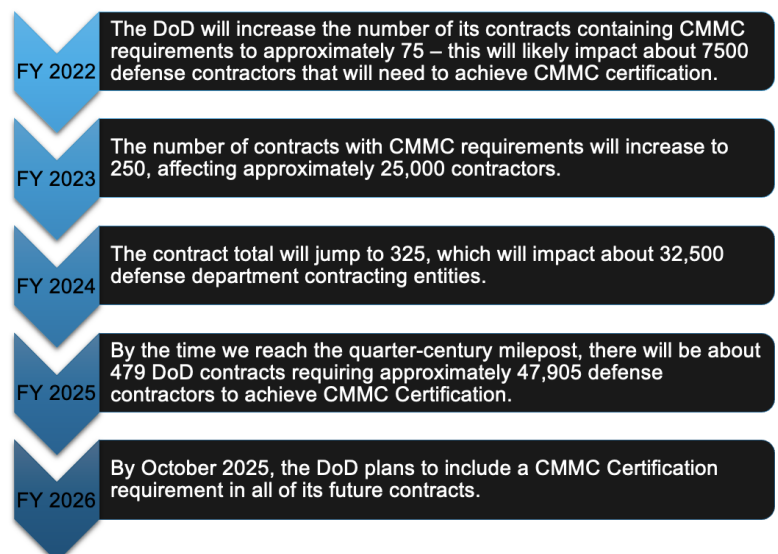 FY 2022
The DoD will increase the number of its contracts containing CMMC
requirements to approximately 75 – this will likely impact about 7500
defense contractors that will need to achieve CMMC certification.
FY 2023
The number of contracts with CMMC requirements will increase to
250, affecting approximately 25,000 contractors.
FY 2024
The contract total will jump to 325, which will impact about 32,500
defense department contracting entities.
FY 2025
By the time we reach the quarter-century milepost, there will be about
479 DoD contracts requiring approximately 47,905 defense
contractors to achieve CMMC Certification.
FY 2026
By October 2025, the DoD plans to include a CMMC Certification
requirement in all of its future contracts.